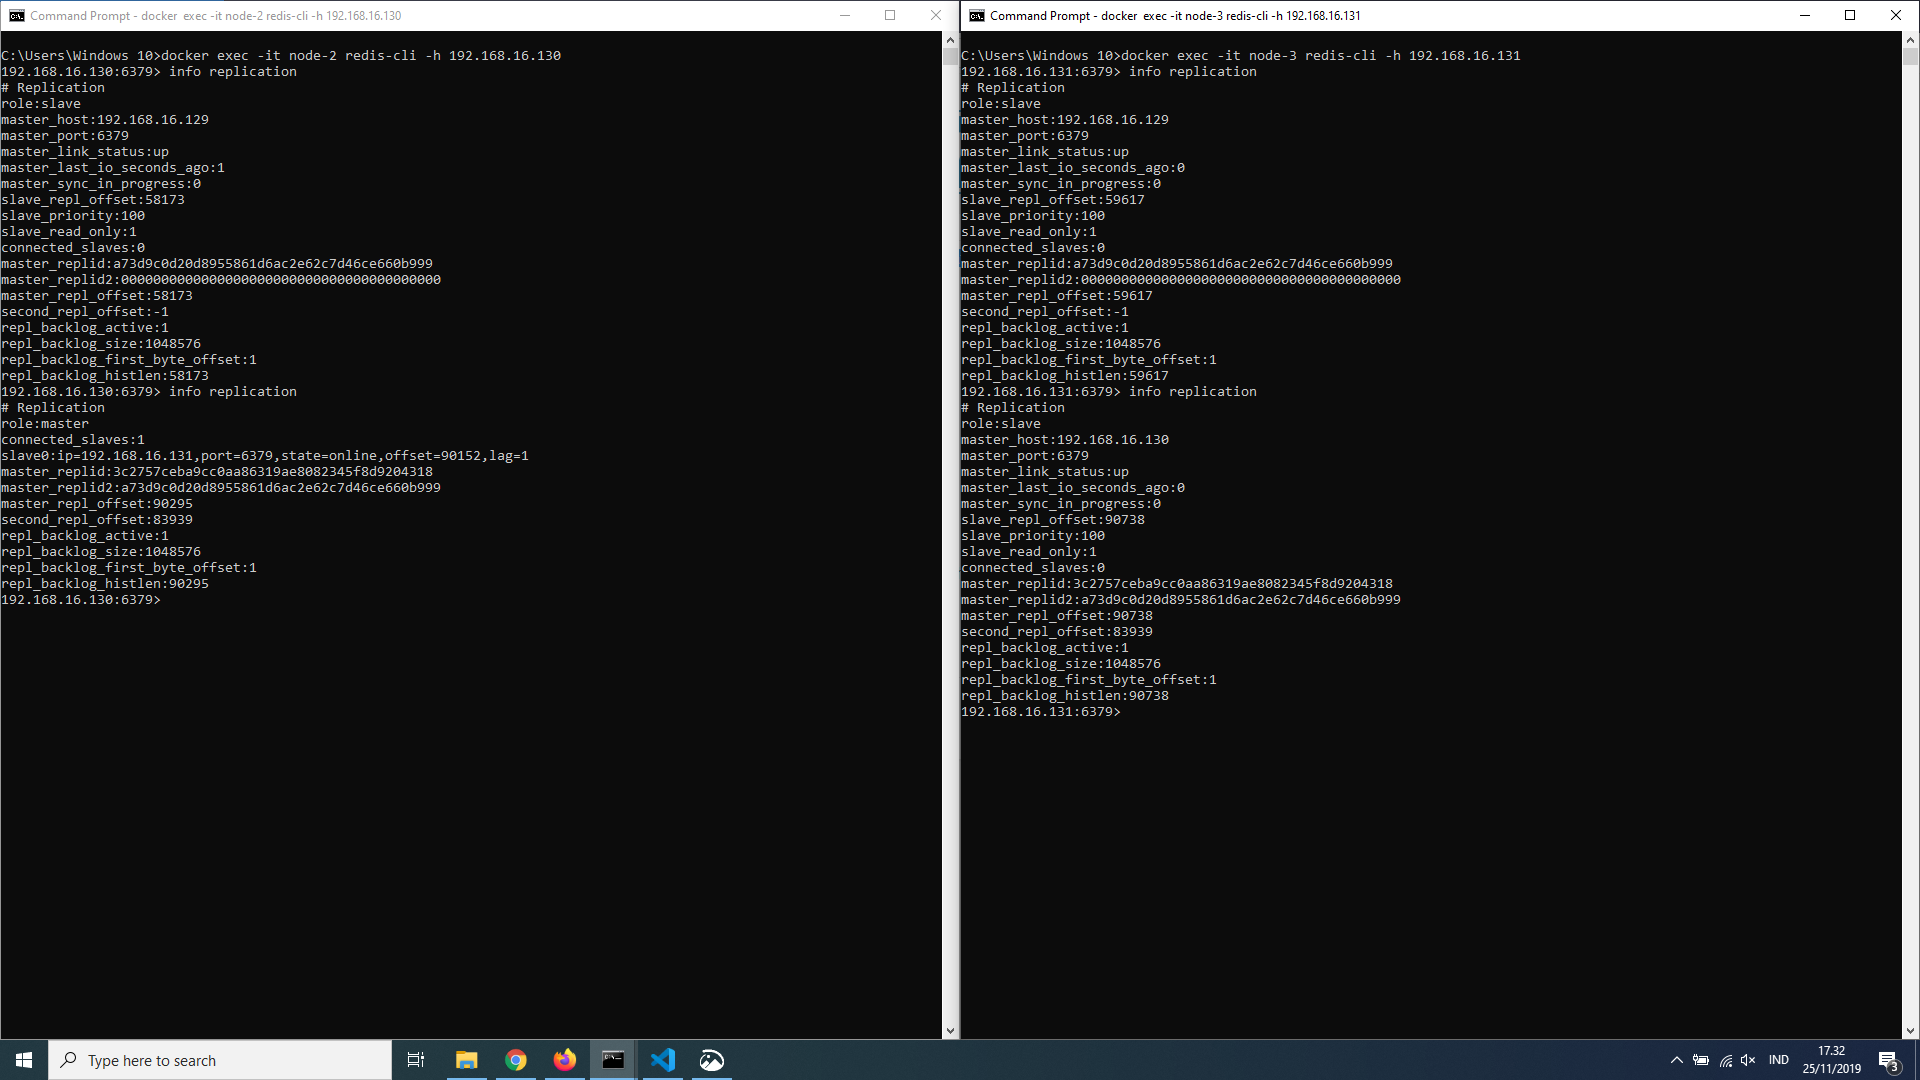 Command Prompt - docker  exec -it node-2 redis-cli -h 192.168.16.130
C:\Users\Windows 10>docker exec -it node-2 redis-cli -h 192.168.16.130
192.168.16.130:6379> info replication
# Replication
role:slave
master_host:192.168.16.129
master_port:6379
master_link_status:up
master_last_io_seconds_ago:1
master_sync_in_progress:0
slave_repl_offset:58173
slave_priority:100
slave_read_only:1
connected_slaves:0
master_replid:a73d9c0d20d8955861d6ac2e62c7d46ce660b999
master_replid2:0000000000000000000000000000000000000000
master_repl_offset:58173
second_repl_offset:-1
repl_backlog_active:1
repl_backlog_size:1048576
repl_backlog_first_byte_offset:1
repl_backlog_histlen:58173
192.168.16.130:6379> info replication
# Replication
role:master
connected_slaves:1
slave0:ip=192.168.16.131,port=6379,state=online,offset=90152,lag=1
master_replid:3c2757ceba9cc0aa86319ae8082345f8d9204318
master_replid2:a73d9c0d20d8955861d6ac2e62c7d46ce660b999
master_repl_offset:90295
second_repl_offset:83939
repl_backlog_active:1
repl_backlog_size:1048576
repl_backlog_first_byte_offset:1
repl_backlog_histlen:90295
192.168.16.130:6379>
Command Prompt - docker  exec -it node-3 redis-cli -h 192.168.16.131
C:\Users\Windows 10>docker exec -it node-3 redis-cli -h 192.168.16.131
192.168.16.131:6379> info replication
# Replication
role:slave
master_host:192.168.16.129
master_port:6379
master_link_status:up
master_last_io_seconds_ago:0
master_sync_in_progress:0
slave_repl_offset:59617
slave_priority:100
slave_read_only:1
connected_slaves:0
master_replid:a73d9c0d20d8955861d6ac2e62c7d46ce660b999
master_replid2:0000000000000000000000000000000000000000
master_repl_offset:59617
second_repl_offset:-1
repl_backlog_active:1
repl_backlog_size:1048576
repl_backlog_first_byte_offset:1
repl_backlog_histlen:59617
192.168.16.131:6379> info replication
# Replication
role:slave
master_host:192.168.16.130
master_port:6379
master_link_status:up
master_last_io_seconds_ago:0
master_sync_in_progress:0
slave_repl_offset:90738
slave_priority:100
slave_read_only:1
connected_slaves:0
master_replid:3c2757ceba9cc0aa86319ae8082345f8d9204318
master_replid2:a73d9c0d20d8955861d6ac2e62c7d46ce660b999
master_repl_offset:90738
second_repl_offset:83939
repl_backlog_active:1
repl_backlog_size:1048576
repl_backlog_first_byte_offset:1
repl_backlog_histlen:90738
192.168.16.131:6379>
Type here to search
IND
17.32
25/11/2019
3